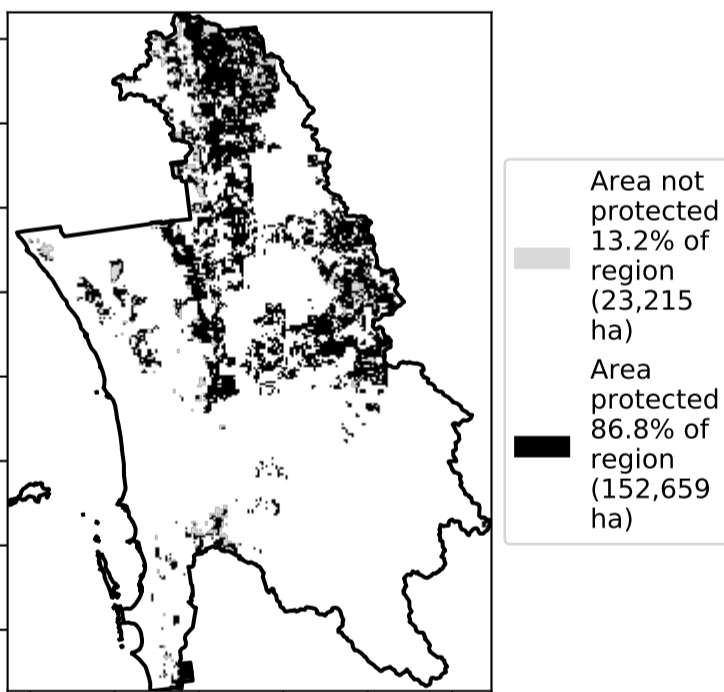 Area not
protected
13.2% of
region
(23,215
ha)
Area
protected
86.8% of
region
(152,659
ha)